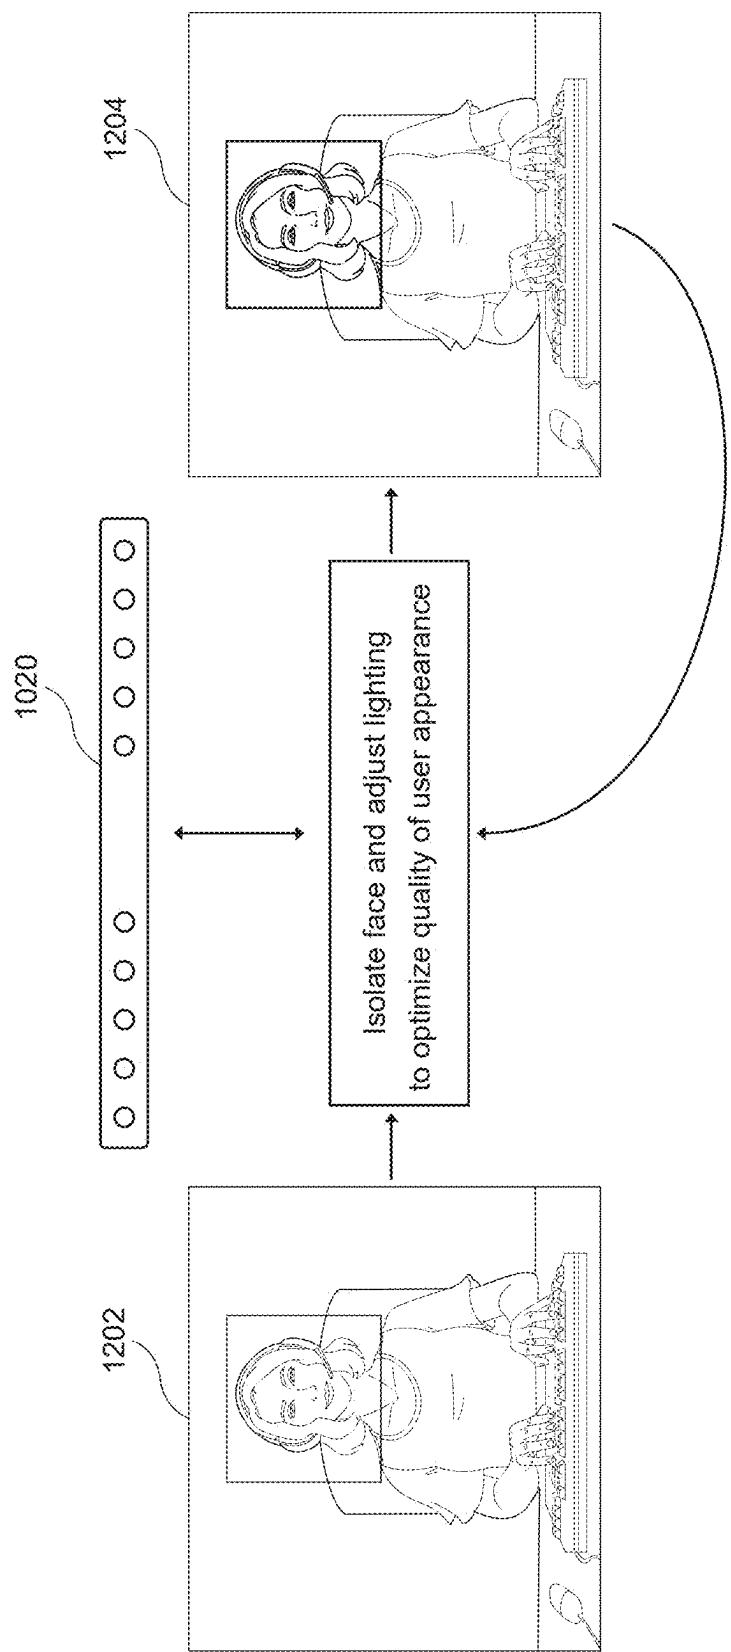 1020
1202
1204
Isolate face and adjust lighting
to optimize quality of user appearance